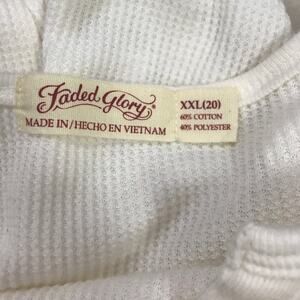 Faded Glory
MADE IN/HECHO EN VIETNAM
XXL(20)
60% COTTON
40% POLYESTER